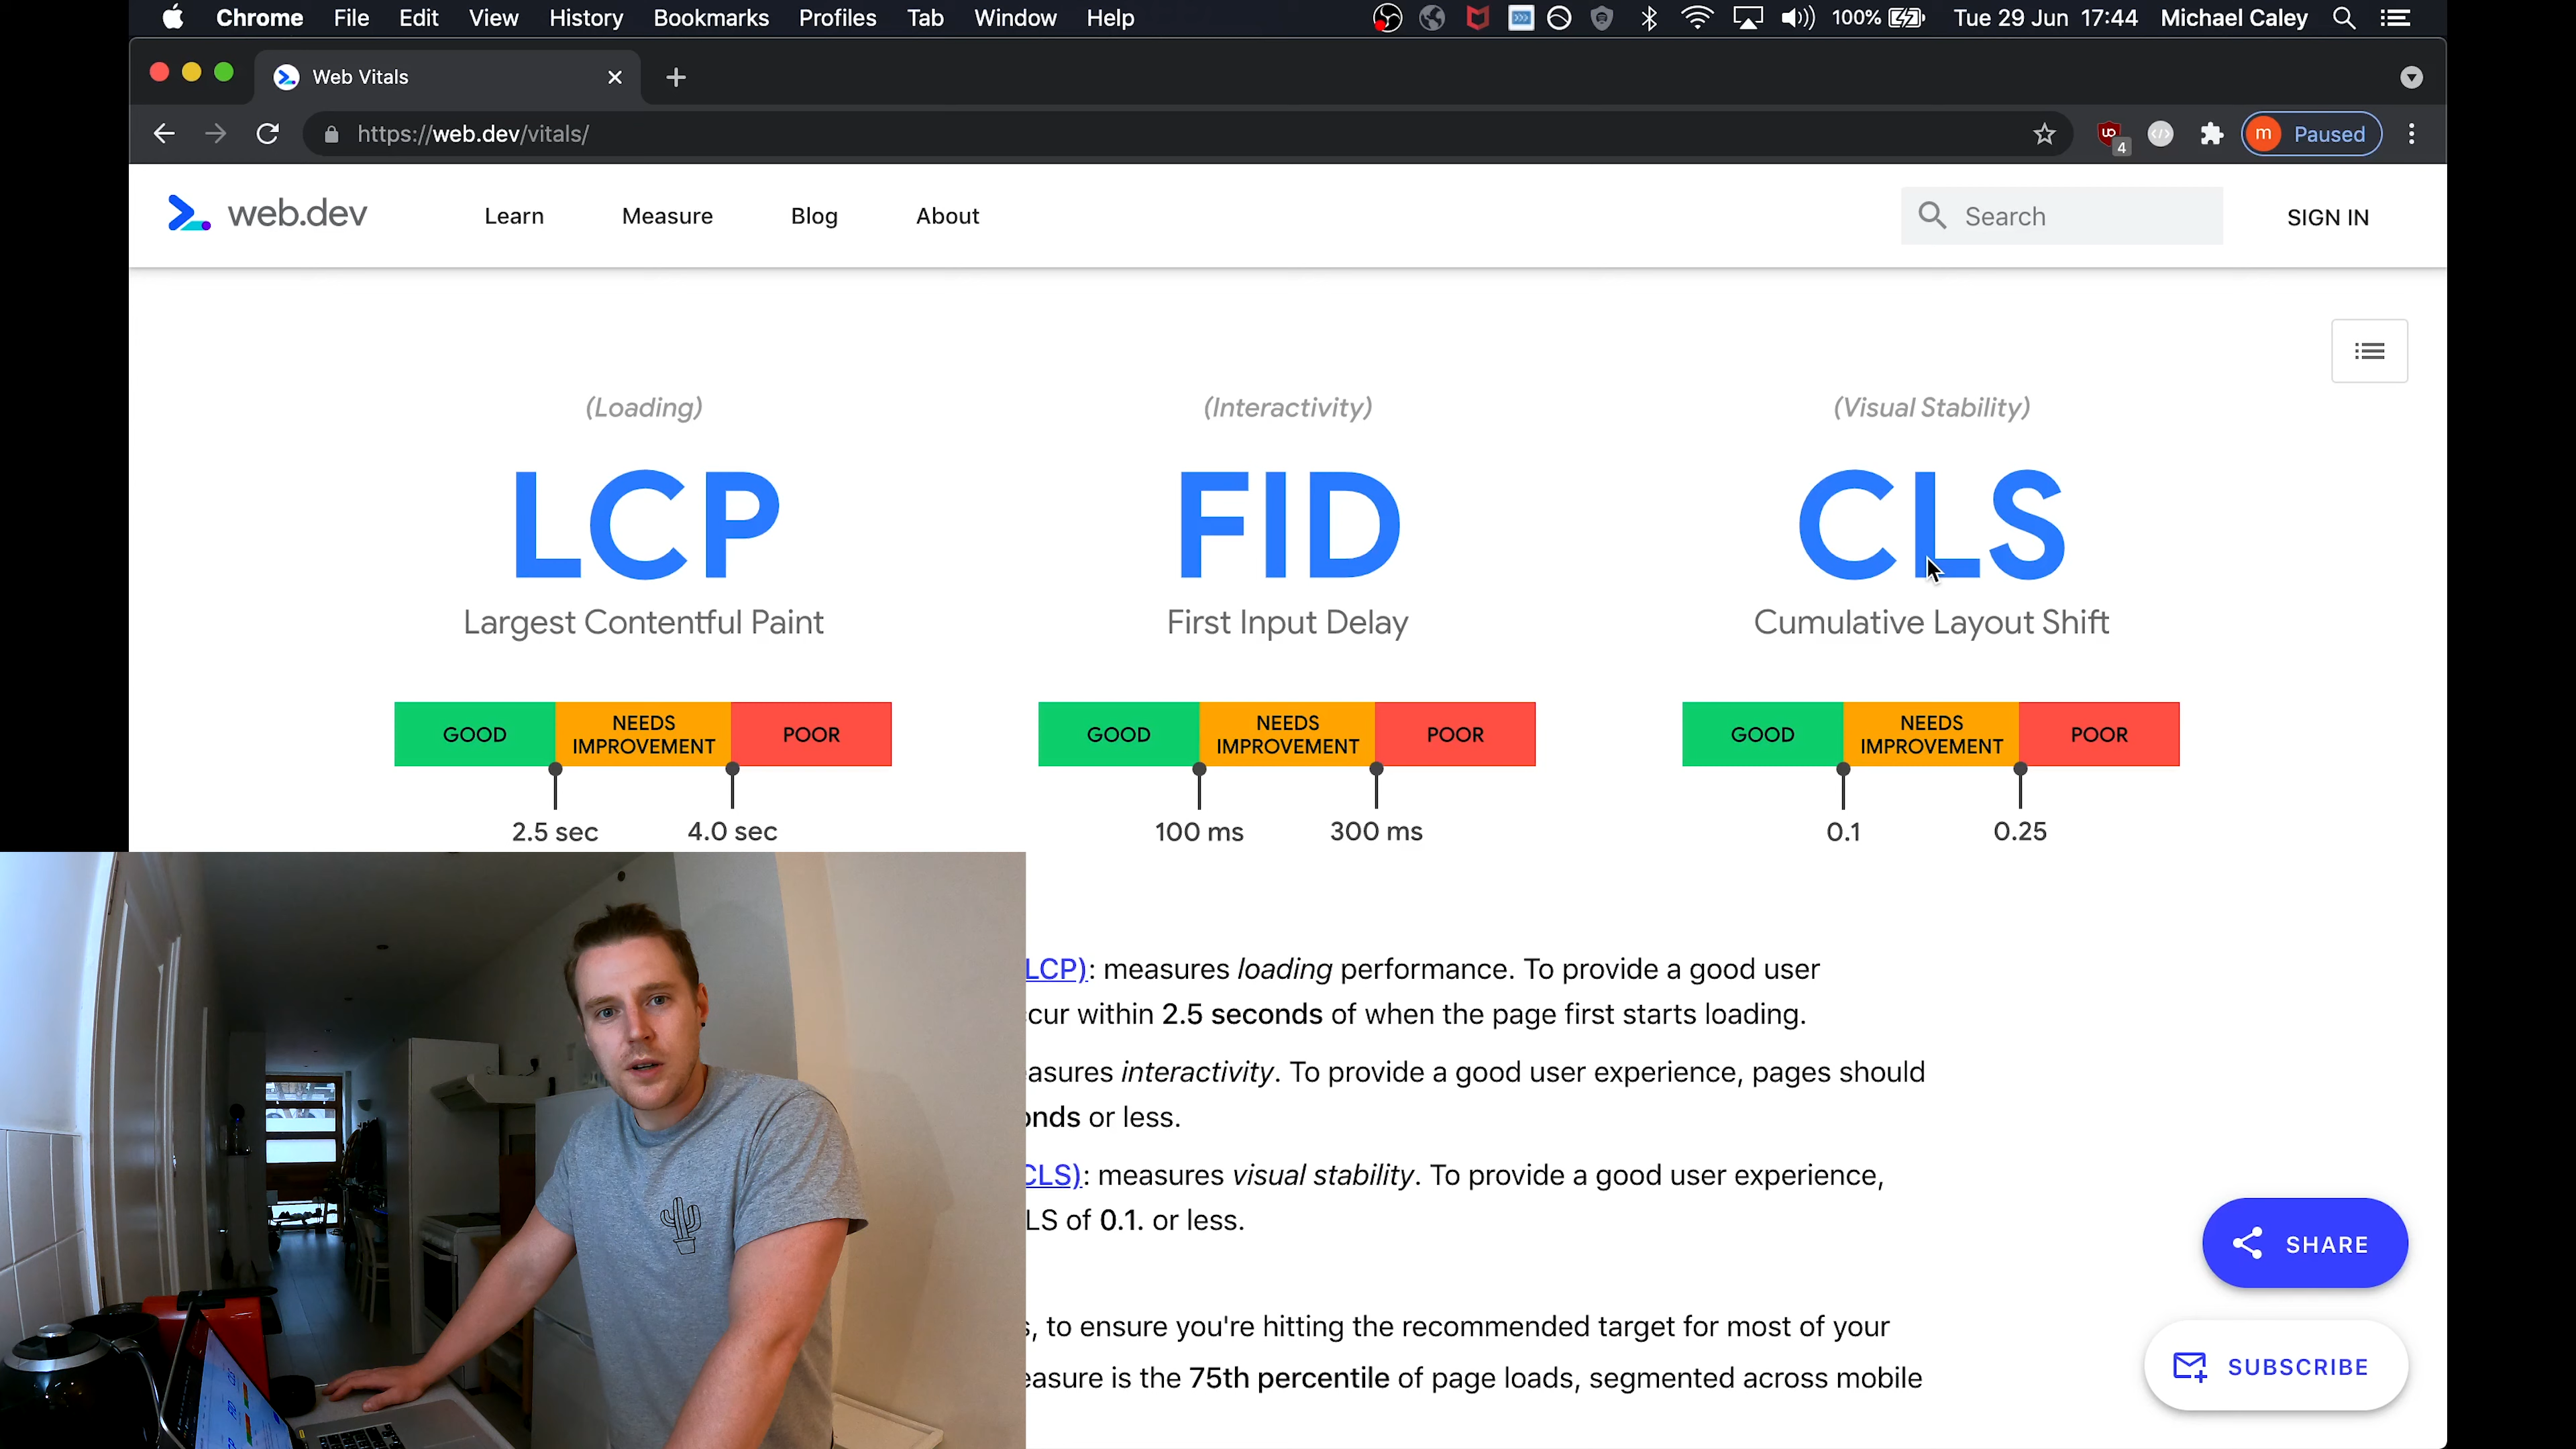 Chrome File Edit View History Bookmarks Profiles Tab Window Help 100% Tue 29 Jun 17:44 Michael Caley
Web Vitals
https://web.dev/vitals/ 4 m Paused
web.dev Learn Measure Blog About Search SIGN IN
(Loading) (Interactivity) (Visual Stability)
LCP FID CLS
Largest Contentful Paint First Input Delay Cumulative Layout Shift
GOOD NEEDS IMPROVEMENT POOR GOOD NEEDS IMPROVEMENT POOR GOOD NEEDS IMPROVEMENT POOR
2.5 sec 4.0 sec 100 ms 300 ms 0.1 0.25
LCP): measures loading performance. To provide a good user
cur within 2.5 seconds of when the page first starts loading.
easures interactivity. To provide a good user experience, pages should
onds or less.
CLS): measures visual stability. To provide a good user experience,
LS of 0.1. or less.
SHARE
s, to ensure you're hitting the recommended target for most of your
easure is the 75th percentile of page loads, segmented across mobile
SUBSCRIBE